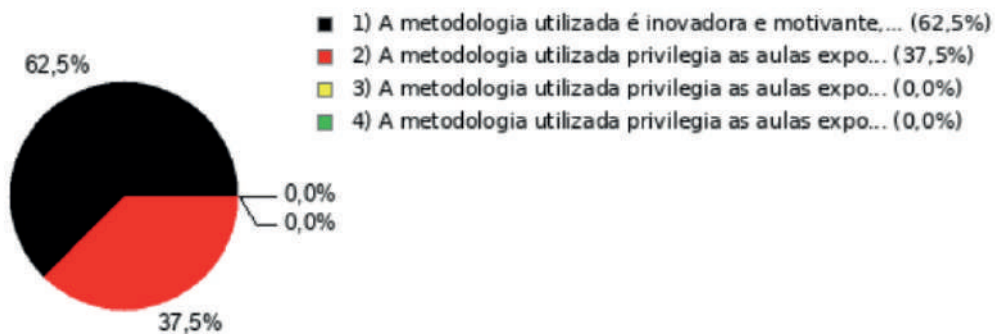 62,5%
1) A metodologia utilizada é inovadora e motivante,... (62,5%)
2) A metodologia utilizada privilegia as aulas expo... (37,5%)
3) A metodologia utilizada privilegia as aulas expo... (0,0%)
4) A metodologia utilizada privilegia as aulas expo... (0,0%)
0,0%
0,0%
37,5%